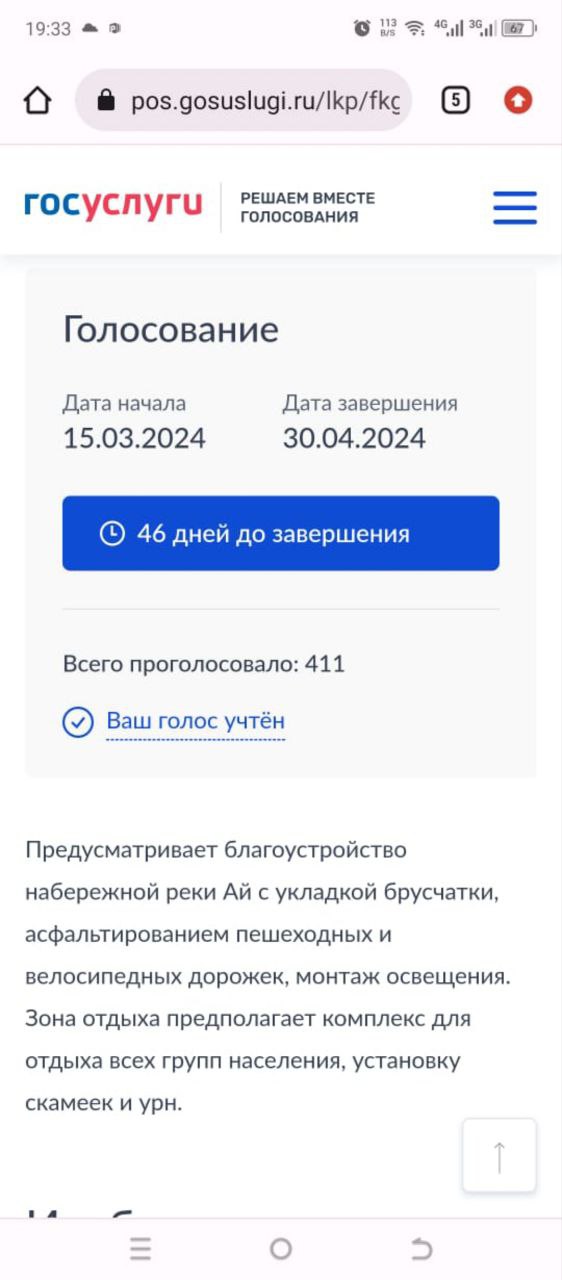 19:33
113
B/S
4G
3G
67
pos.gosuslugi.ru/lkp/fkg
5
госуслуги
РЕШАЕМ ВМЕСТЕ
ГОЛОСОВАНИЯ
Голосование
Дата начала
Дата завершения
15.03.2024
30.04.2024
46 дней до завершения
Всего проголосовало: 411
Ваш голос учтён
Предусматривает благоустройство
набережной реки Ай с укладкой брусчатки,
асфальтированием пешеходных и
велосипедных дорожек, монтаж освещения.
Зона отдыха предполагает комплекс для
отдыха всех групп населения, установку
скамеек и урн.